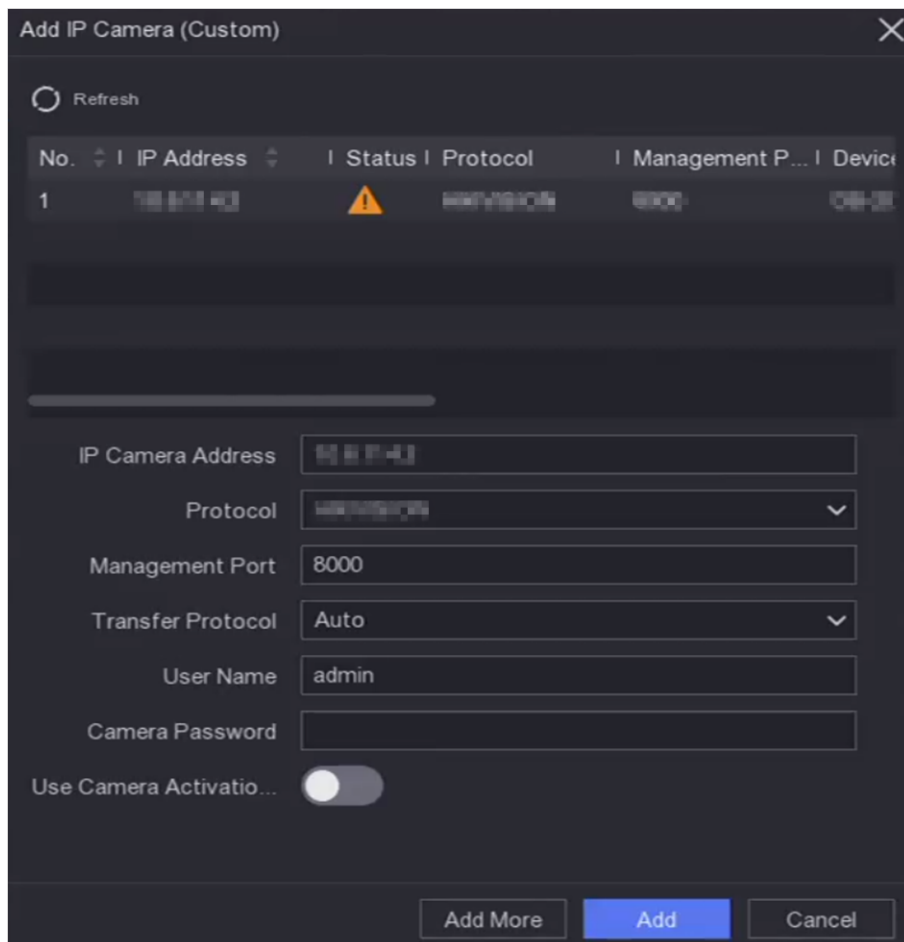 Add IP Camera (Custom)
Refresh
No. IP Address Status Protocol Management P... Device
1
IP Camera Address
Protocol
Management Port 8000
Transfer Protocol Auto
User Name admin
Camera Password
Use Camera Activatio...
Add More Add Cancel